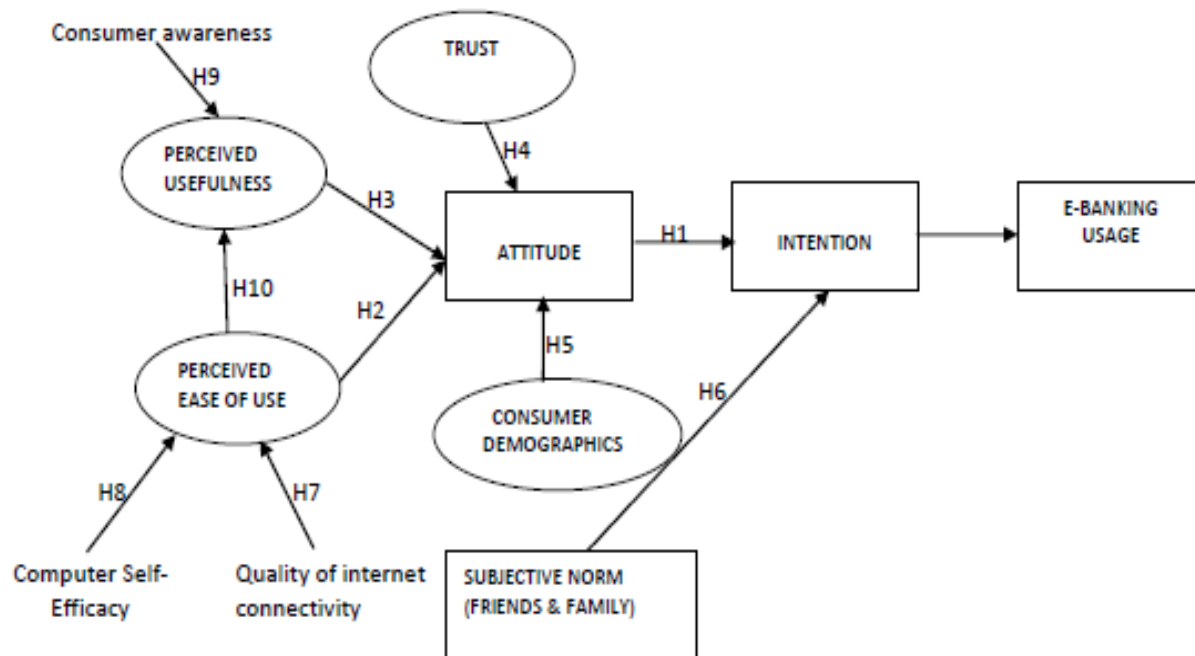 Consumer awareness
H9
TRUST
H4
PERCEIVED
USEFULNESS
H3
ATTITUDE
H1
INTENTION
E-BANKING
USAGE
H10
H2
H5
PERCEIVED
EASE OF USE
CONSUMER
DEMOGRAPHICS
H6
H8
H7
Computer Self-
Efficacy
Quality of internet
connectivity
SUBJECTIVE NORM
(FRIENDS & FAMILY)